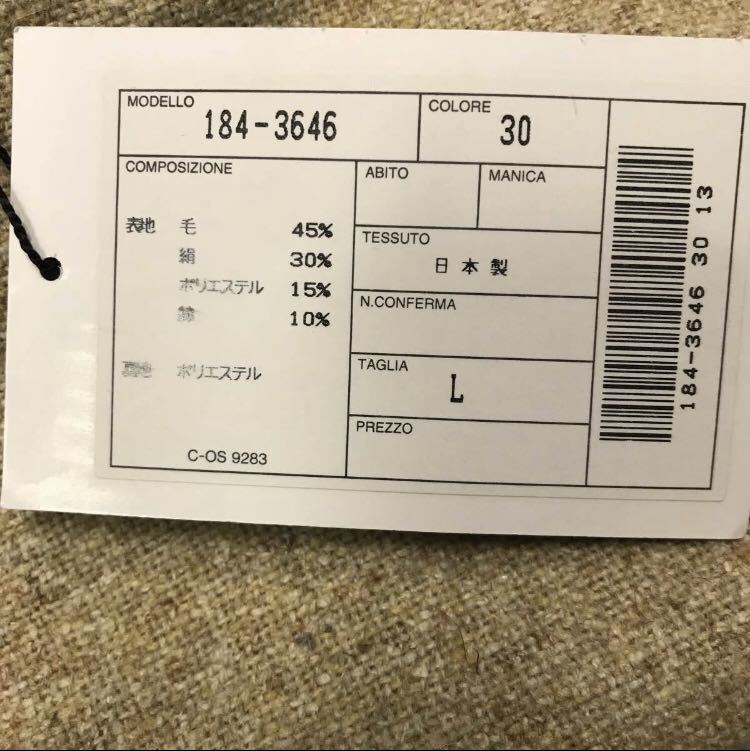 MODELLO 184-3646
COLORE 30
COMPOSIZIONE
表地 毛 45%
絹 30%
ポリエステル 15%
綿 10%
裏地 ポリエステル
C-OS 9283
ABITO
MANICA
TESSUTO
日本製
N.CONFERMA
TAGLIA
L
PREZZO
184-3646 30 13